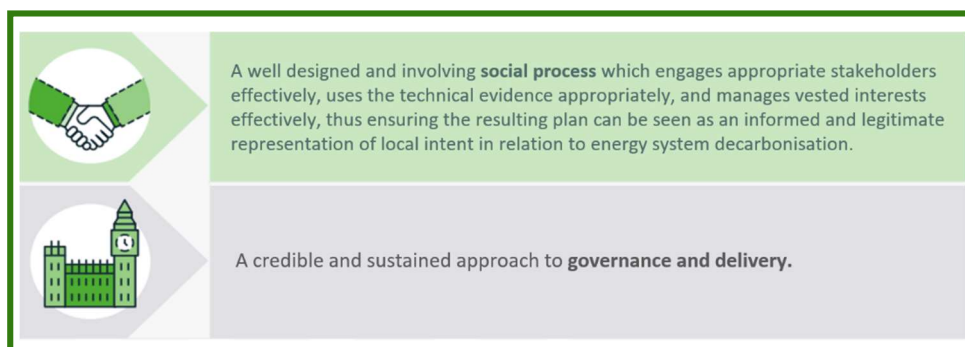 A well designed and involving social process which engages appropriate stakeholders
effectively, uses the technical evidence appropriately, and manages vested interests
effectively, thus ensuring the resulting plan can be seen as an informed and legitimate
representation of local intent in relation to energy system decarbonisation.
A credible and sustained approach to governance and delivery.